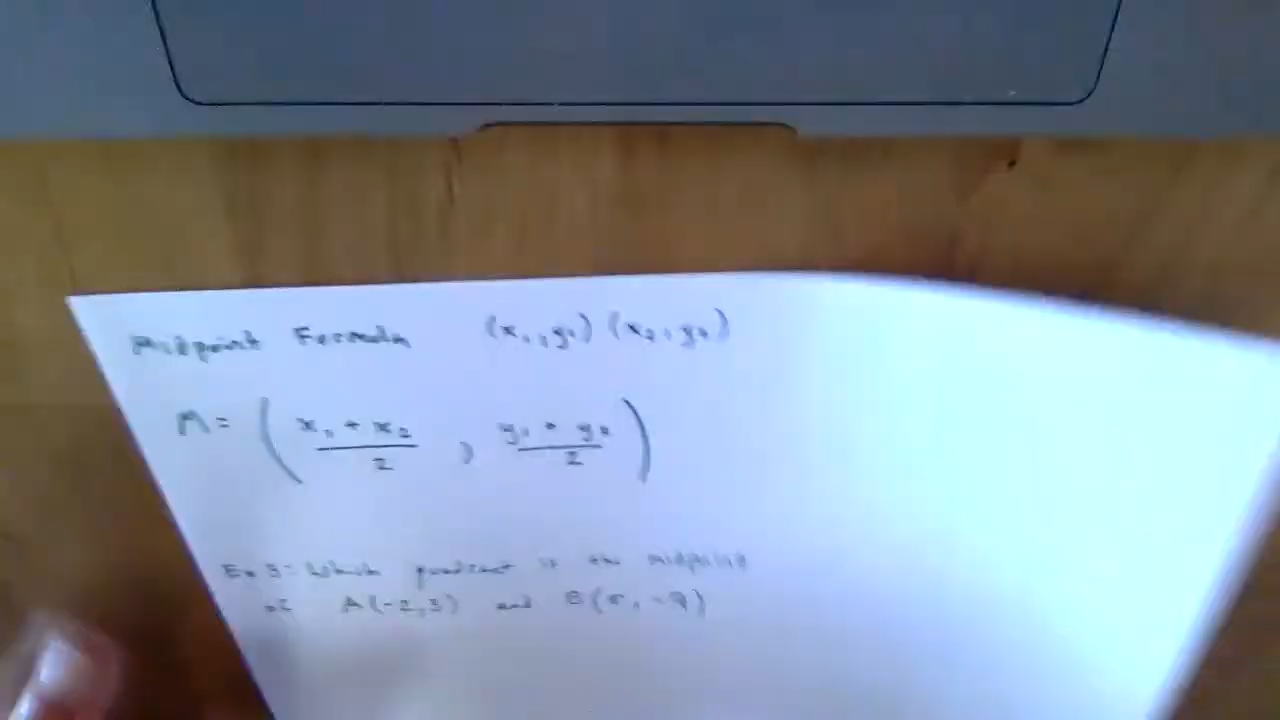 Midpoint Formula (x₁, y₁) (x₂, y₂)
M = ( x₁ + x₂ / 2 , y₁ + y₂ / 2 )
Ex 3: Which quadrant is the midpoint
of A(-2,3) and B(